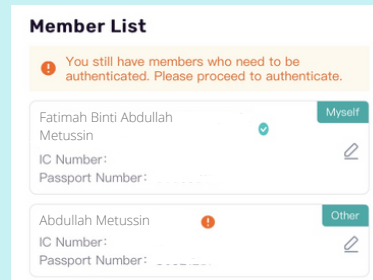 Member List
You still have members who need to be
authenticated. Please proceed to authenticate.
Myself
Fatimah Binti Abdullah
Metussin
IC Number:
Passport Number:
Other
Abdullah Metussin
IC Number:
Passport Number: